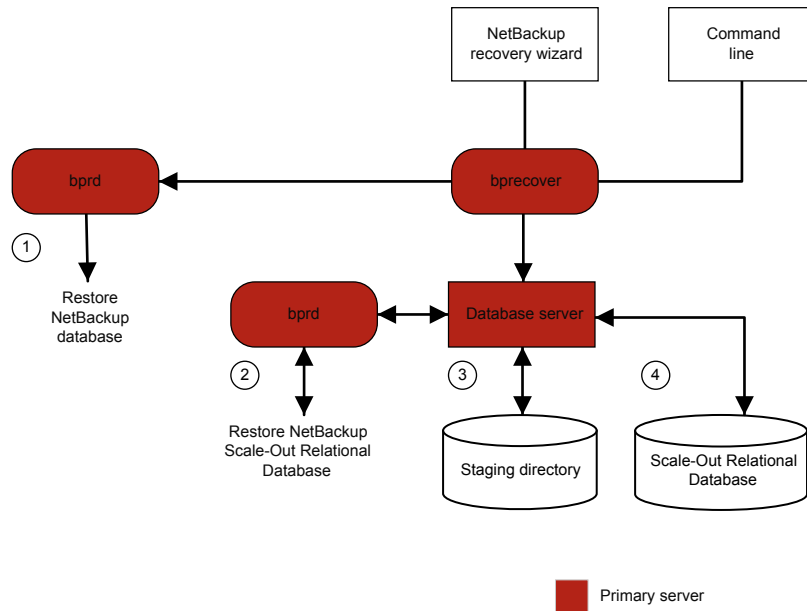 NetBackup
recovery wizard
Command
line
bprd
bprecover
1
Restore
NetBackup
database
bprd
Database server
2
3
4
Restore NetBackup
Scale-Out Relational
Database
Staging directory
Scale-Out Relational
Database
Primary server